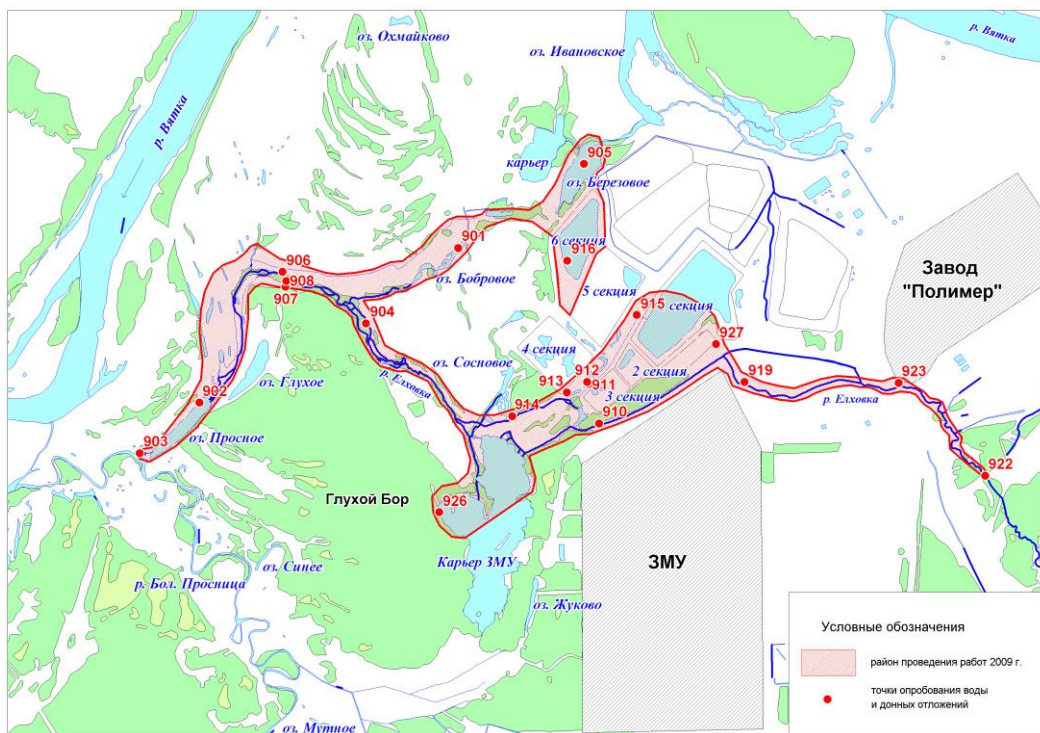 оз. Охмайково
оз. Ивановское
р. Вятка
р. Вятка
карьер
905
оз. Березовое
901
6 секция
916
906
908
907
оз. Бобровое
5 секция
915
секция
Завод
"Полимер"
904
927
4 секция
оз. Сосновое
912
913
911
2 секция
919
923
р. Елховка
р. Елховка
оз. Глухое
902
3 секция
914
910
оз. Просное
903
922
Глухой Бор
926
Карьер ЗМУ
ЗМУ
оз. Синее
р. Бол. Просница
оз. Жуково
оз. Мутное
Условные обозначения
район проведения работ 2009 г.
точки опробования воды
и донных отложений